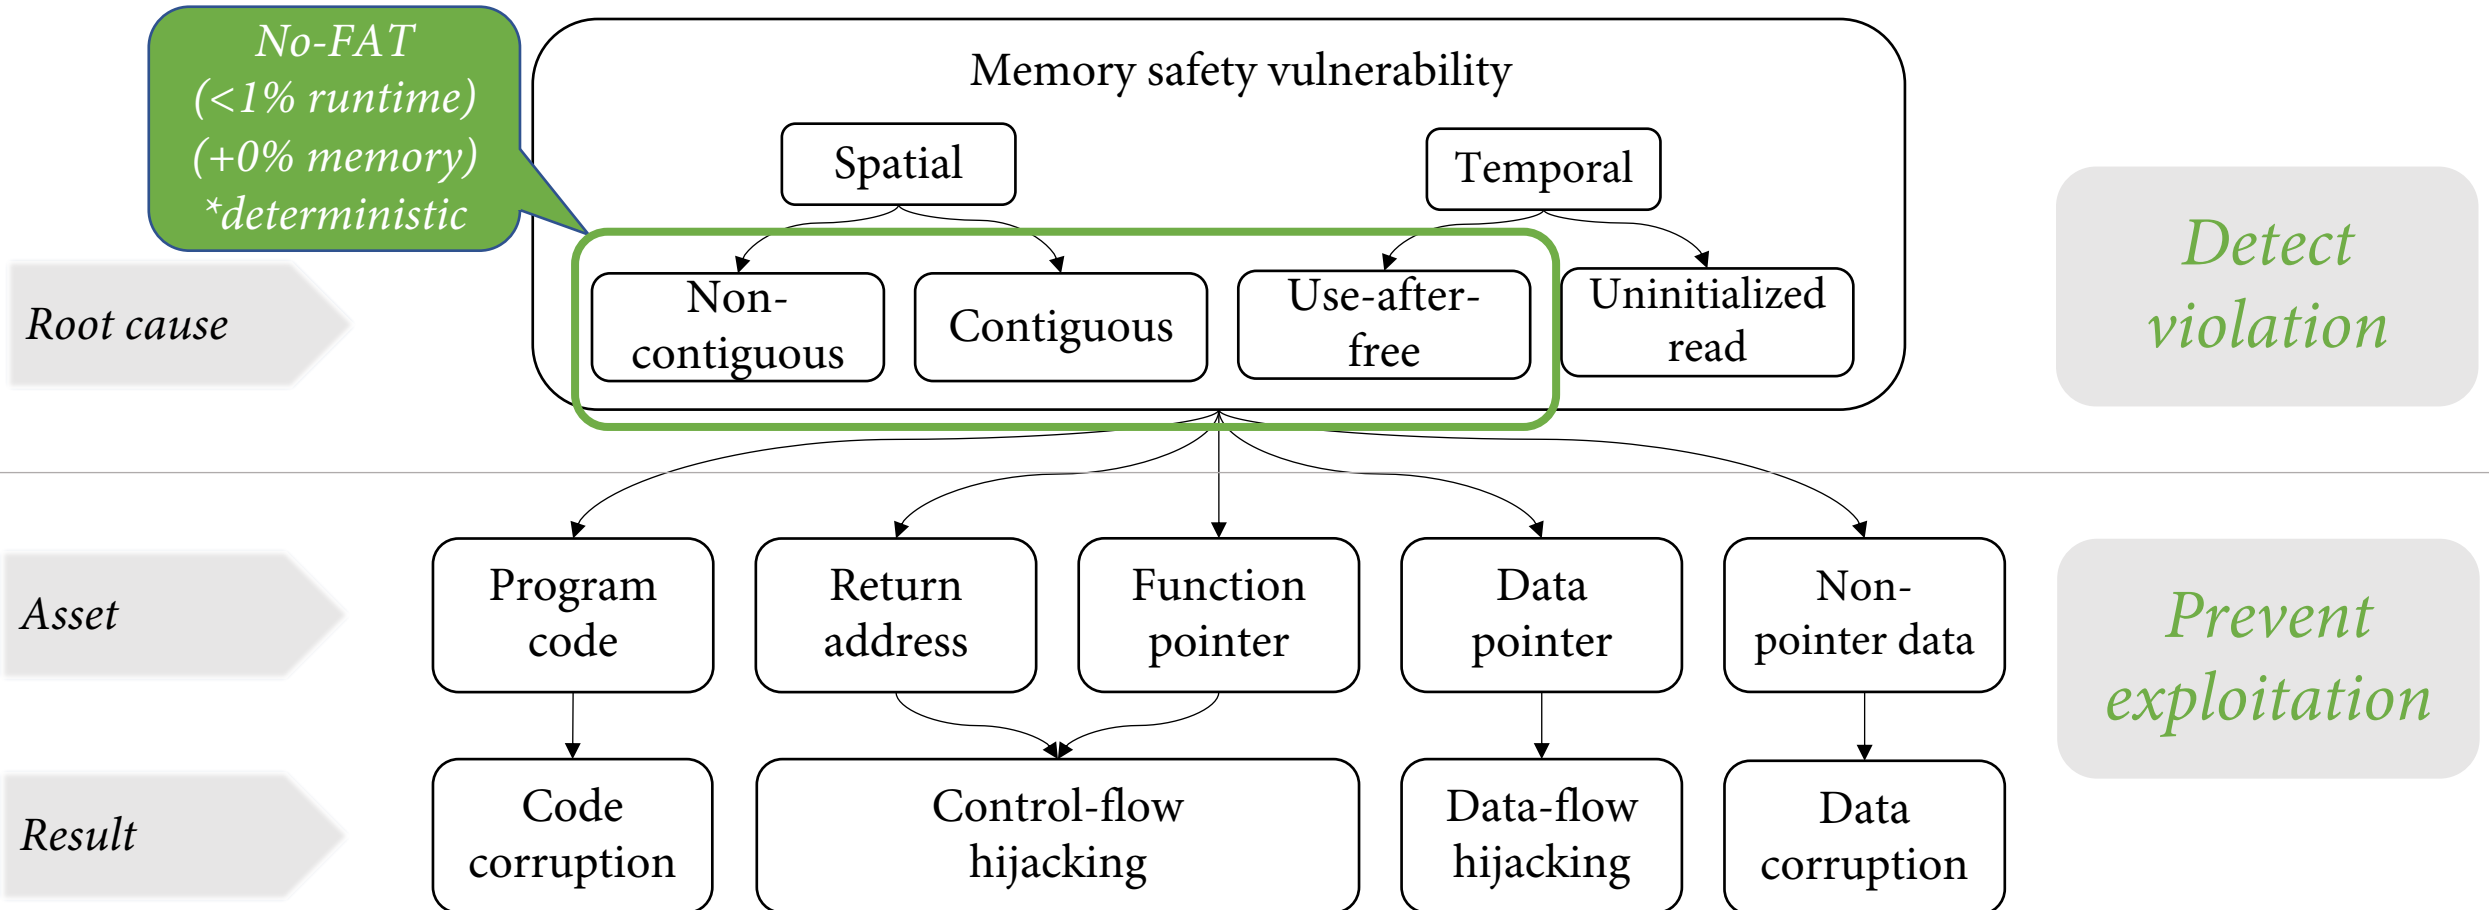 No-FAT
(<1% runtime)
(+0% memory)
*deterministic
Memory safety vulnerability
Spatial
Temporal
Root cause
Non-
contiguous
Contiguous
Use-after-
free
Uninitialized
read
Detect
violation
Asset
Program
code
Return
address
Function
pointer
Data
pointer
Non-
pointer data
Prevent
exploitation
Result
Code
corruption
Control-flow
hijacking
Data-flow
hijacking
Data
corruption